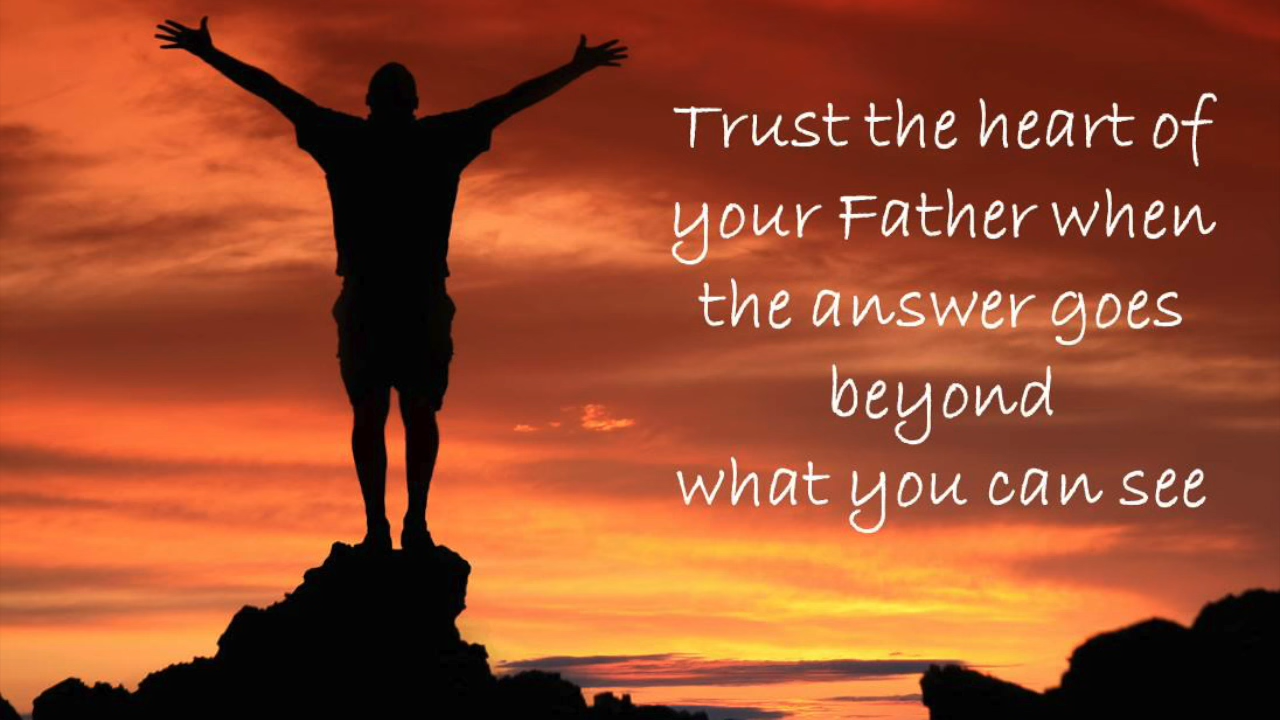 Trust the heart of
your Father when
the answer goes
beyond
what you can see